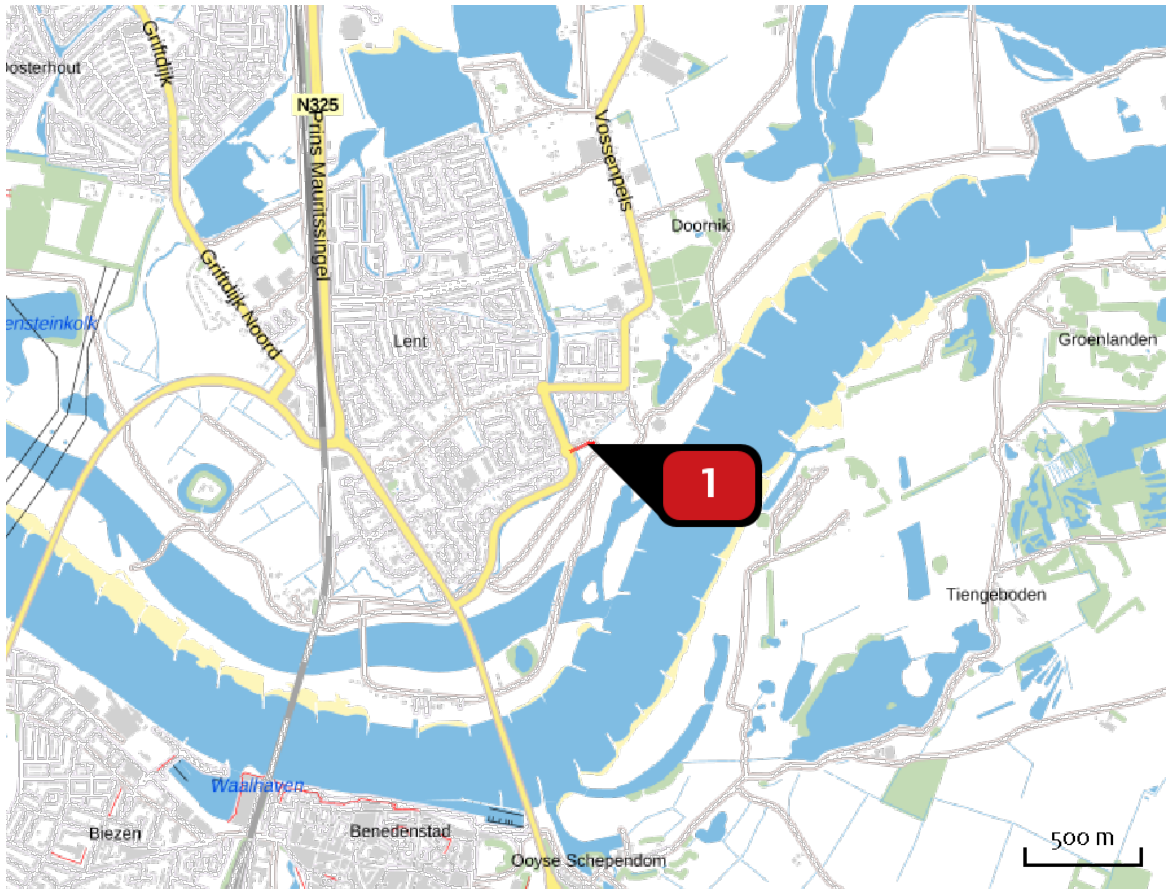 Griftdijk
Oosterhout
N325
Prins Mauritssingel
Vossenpels
Doornik
Griftdijk Noord
ensteinkolk
Lent
Groenlanden
1
Tiengeboden
Waalhaven
Biezen
Benedenstad
Ooyse Schependom
500 m